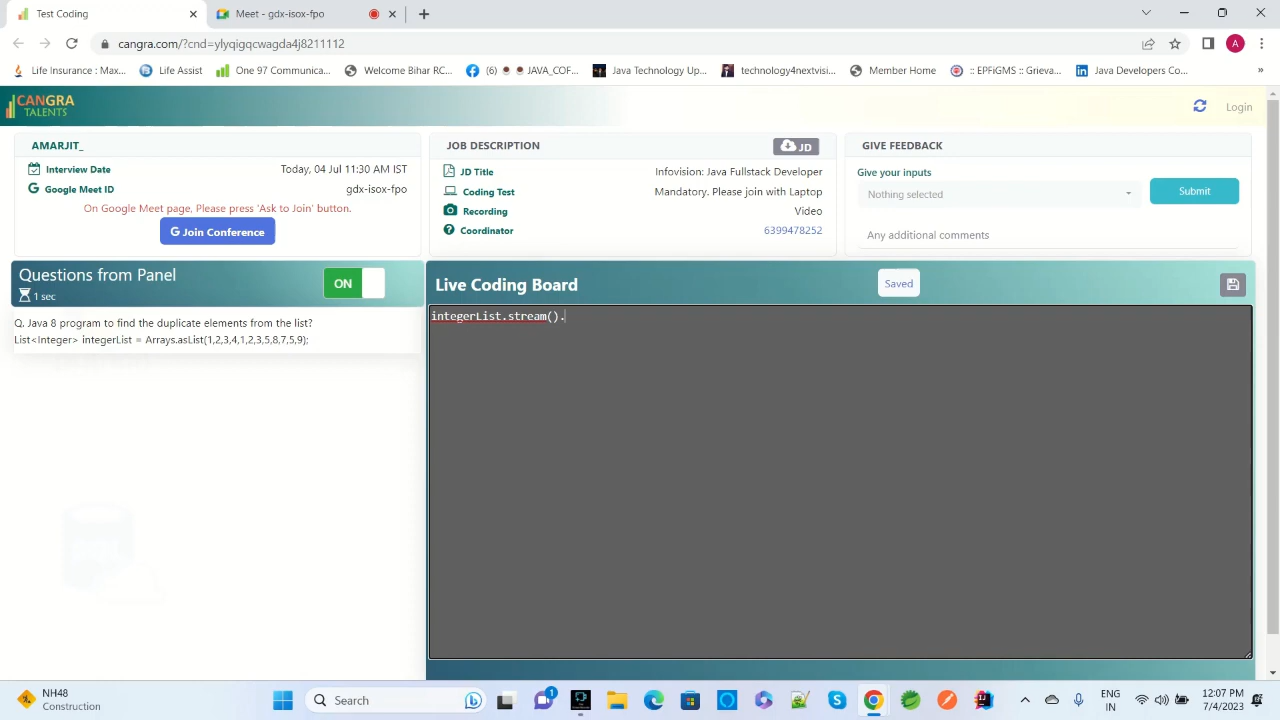 Test Coding
Meet - gdx-isox-fpo
cangra.com/?cnd=ylyqigqcwagda4j8211112
Life Insurance : Max...
Life Assist
One 97 Communica...
Welcome Bihar RC...
(6) JAVA_COF...
Java Technology Up...
technology4nextvisi...
Member Home
:: EPFiGMS :: Grieva...
Java Developers Co...
»
CANGRA
TALENTS
Login
AMARJIT_
Interview Date
Today, 04 Jul 11:30 AM IST
Google Meet ID
gdx-isox-fpo
On Google Meet page, Please press 'Ask to Join' button.
G Join Conference
JOB DESCRIPTION
JD
JD Title
Infovision: Java Fullstack Developer
Coding Test
Mandatory. Please join with Laptop
Recording
Video
Coordinator
6399478252
GIVE FEEDBACK
Give your inputs
Nothing selected
Submit
Any additional comments
Questions from Panel
1 sec
ON
Q. Java 8 program to find the duplicate elements from the list?
List<Integer> integerList = Arrays.asList(1,2,3,4,1,2,3,5,8,7,5,9);
Live Coding Board
Saved
integerList.stream().
NH48
Construction
Search
1
ENG
IN
12:07 PM
7/4/2023